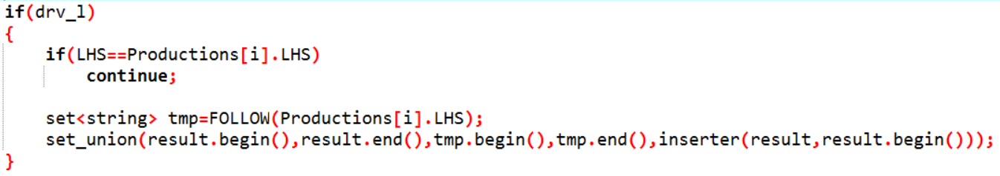 if(drv_l)
{
if(LHS==Productions[i].LHS)
continue;
set<string> tmp=FOLLOW(Productions[i].LHS);
set_union(result.begin(),result.end(),tmp.begin(),tmp.end(),inserter(result,result.begin()));
}